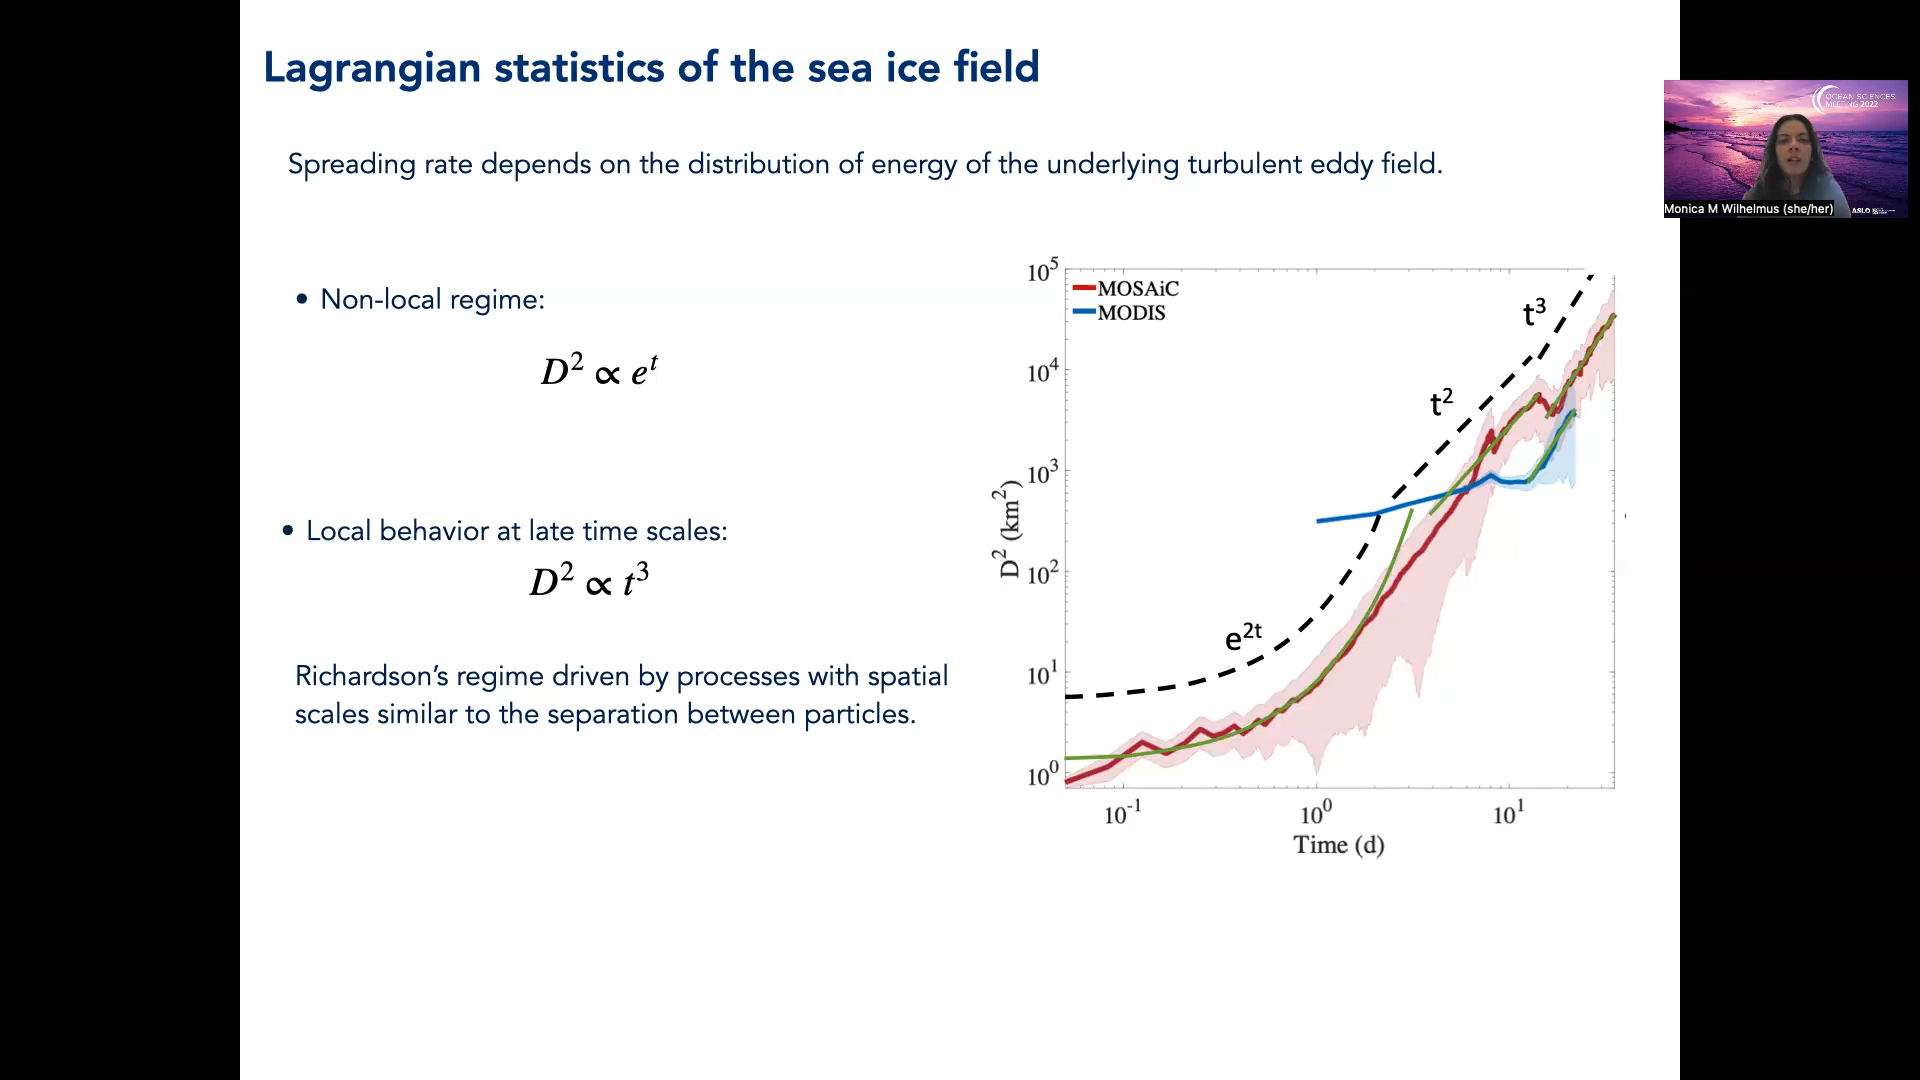 Lagrangian statistics of the sea ice field
OCEAN SCIENCES
MEETING 2022
Monica M Wilhelmus (she/her)
ASLO
Spreading rate depends on the distribution of energy of the underlying turbulent eddy field.
• Non-local regime:
D² ∝ eᵗ
• Local behavior at late time scales:
D² ∝ t³
Richardson’s regime driven by processes with spatial
scales similar to the separation between particles.
MOSAiC
MODIS
10⁵
10⁴
10³
10²
10¹
10⁰
D² (km²)
t³
t²
e²ᵗ
10⁻¹
10⁰
10¹
Time (d)